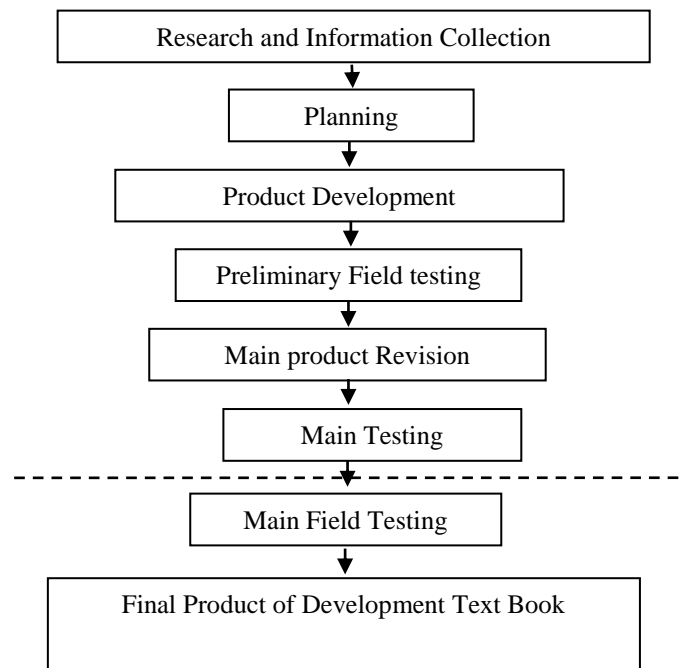 Research and Information Collection
Planning
Product Development
Preliminary Field testing
Main product Revision
Main Testing
Main Field Testing
Final Product of Development Text Book